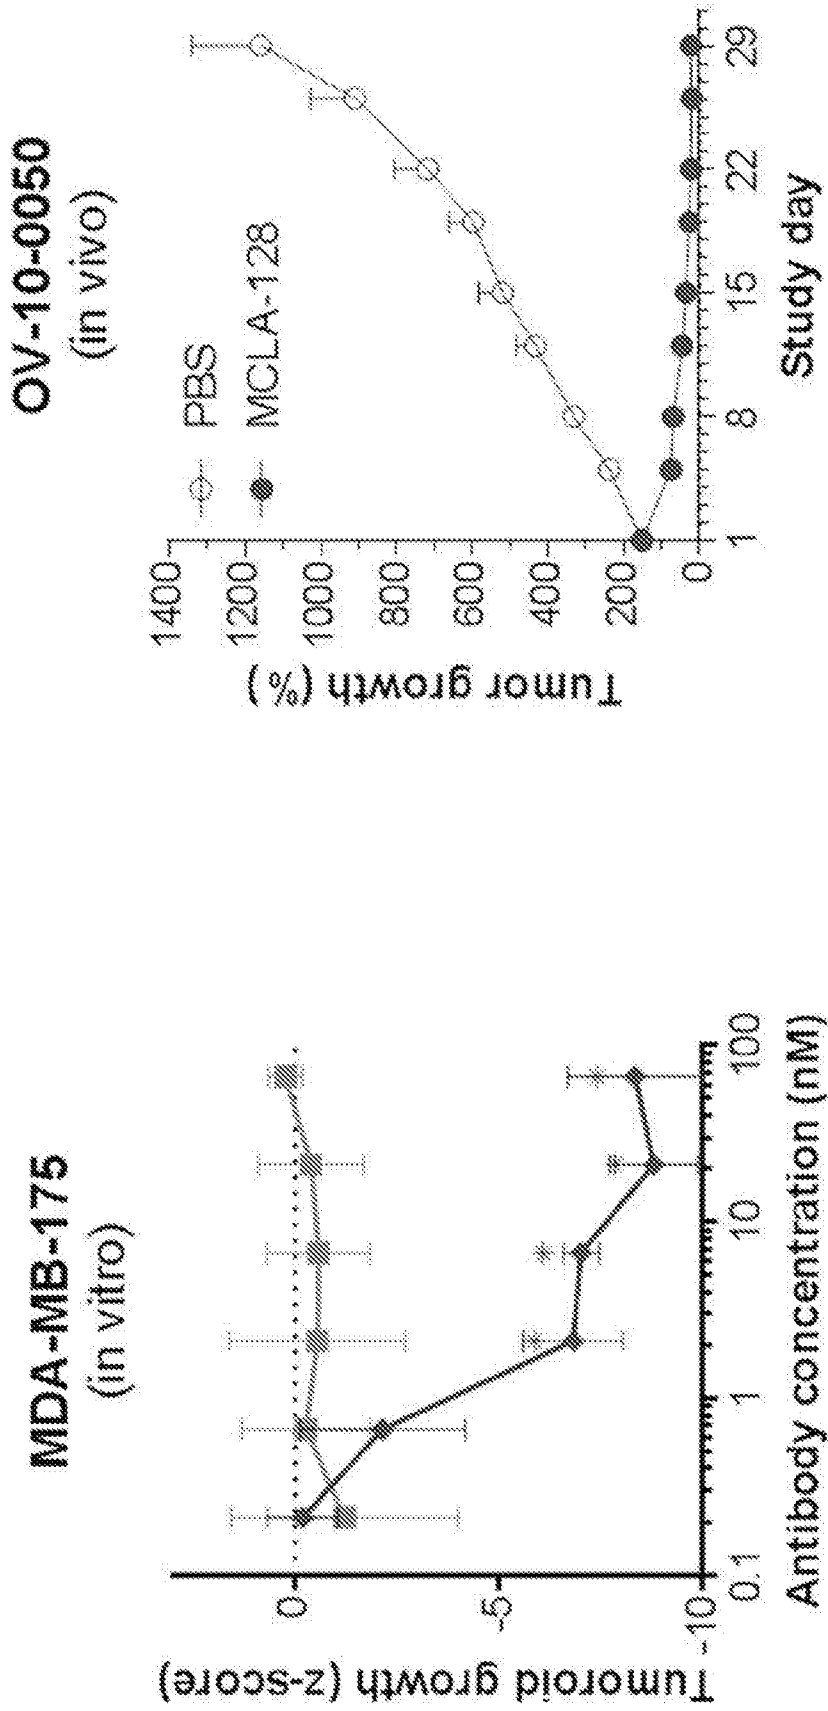 MDA-MB-175
(in vitro)
Tumoroid growth (z-score)
0
-5
-10
0.1
1
10
100
Antibody concentration (nM)
*
*
*
*
OV-10-0050
(in vivo)
PBS
MCLA-128
Tumor growth (%)
1400
1200
1000
800
600
400
200
0
1
8
15
22
29
Study day